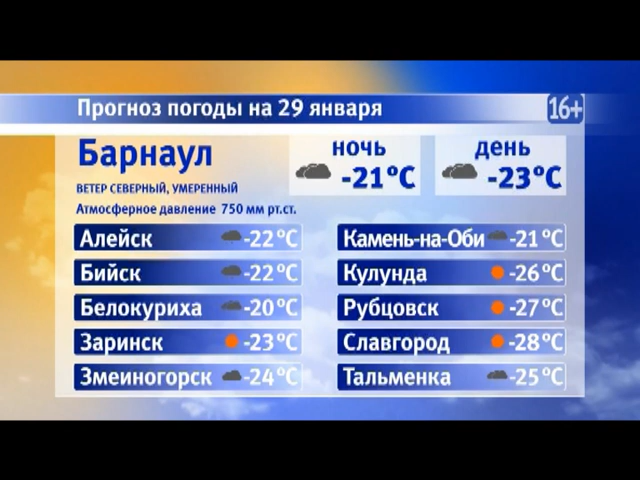 Прогноз погоды на 29 января
16+
Барнаул
ночь
-21°C
день
-23°C
ВЕТЕР СЕВЕРНЫЙ, УМЕРЕННЫЙ
Атмосферное давление 750 мм рт.ст.
Алейск -22°C
Бийск -22°C
Белокуриха -20°C
Заринск -23°C
Змеиногорск -24°C
Камень-на-Оби -21°C
Кулунда -26°C
Рубцовск -27°C
Славгород -28°C
Тальменка -25°C